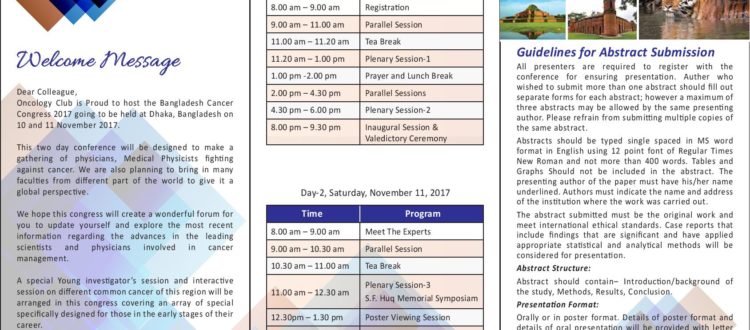 Welcome Message
Dear Colleague,
Oncology Club is Proud to host the Bangladesh Cancer
Congress 2017 going to be held at Dhaka, Bangladesh on
10 and 11 November 2017.
This two day conference will be designed to make a
gathering of physicians, Medical Physicists fighting
against cancer. We are also planning to bring in many
faculties from different part of the world to give it a
global perspective.
We hope this congress will create a wonderful forum for
you to update yourself and explore the most recent
information regarding the advances in the leading
scientists and physicians involved in cancer
management.
A special Young investigator's session and interactive
session on different common cancer of this region will be
arranged in this congress covering an array of special
specifically designed for those in the early stages of their
career.
8.00 am – 9.00 am Registration
9.00 am – 11.00 am Parallel Session
11.00 am – 11.20 am Tea Break
11.20 am – 1.00 pm Plenary Session-1
1.00 pm -2.00 pm Prayer and Lunch Break
2.00 pm – 4.30 pm Parallel Sessions
4.30 pm – 6.00 pm Plenary Session-2
8.00 pm – 9.30 pm Inaugural Session &
Valedictory Ceremony
Day-2, Saturday, November 11, 2017
Time Program
8.00 am – 9.00 am Meet The Experts
9.00 am – 10.30 am Parallel Session
10.30 am – 11.00 am Tea Break
11.00 am – 12.30 am Plenary Session-3
S.F. Huq Memorial Symposiam
12.30pm – 1.30 pm Poster Viewing Session
Guidelines for Abstract Submission
All presenters are required to register with the
conference for ensuring presentation. Auther who
wished to submit more than one abstract should fill out
separate forms for each abstract; however a maximum of
three abstracts may be allowed by the same presenting
author. Please refrain from submitting multiple copies of
the same abstract.
Abstracts should be typed single spaced in MS word
format in English using 12 point font of Regular Times
New Roman and not more than 400 words. Tables and
Graphs Should not be included in the abstract. The
presenting author of the paper must have his/her name
underlined. Authors must indicate the name and address
of the institution where the work was carried out.
The abstract submitted must be the original work and
meet international ethical standards. Case reports that
include findings that are significant and have applied
appropriate statistical and analytical methods will be
considered for presentation.
Abstract Structure:
Abstract should contain– Introduction/background of
the study, Methods, Results, Conclusion.
Presentation Format:
Orally or in poster format. Details of poster format and
details of oral presentation will be provided with letter